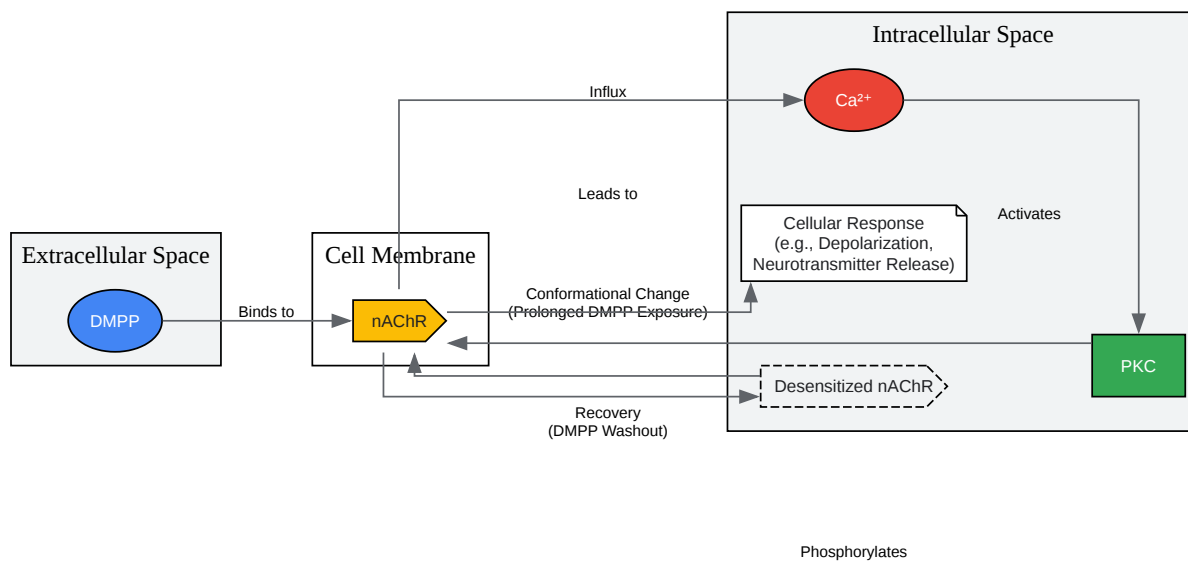 Intracellular Space
Influx
Ca²⁺
Leads to
Activates
Cellular Response
(e.g., Depolarization,
Neurotransmitter Release)
Extracellular Space
Cell Membrane
DMPP
Binds to
nAChR
Conformational Change
(Prolonged DMPP Exposure)
PKC
Desensitized nAChR
Recovery
(DMPP Washout)
Phosphorylates